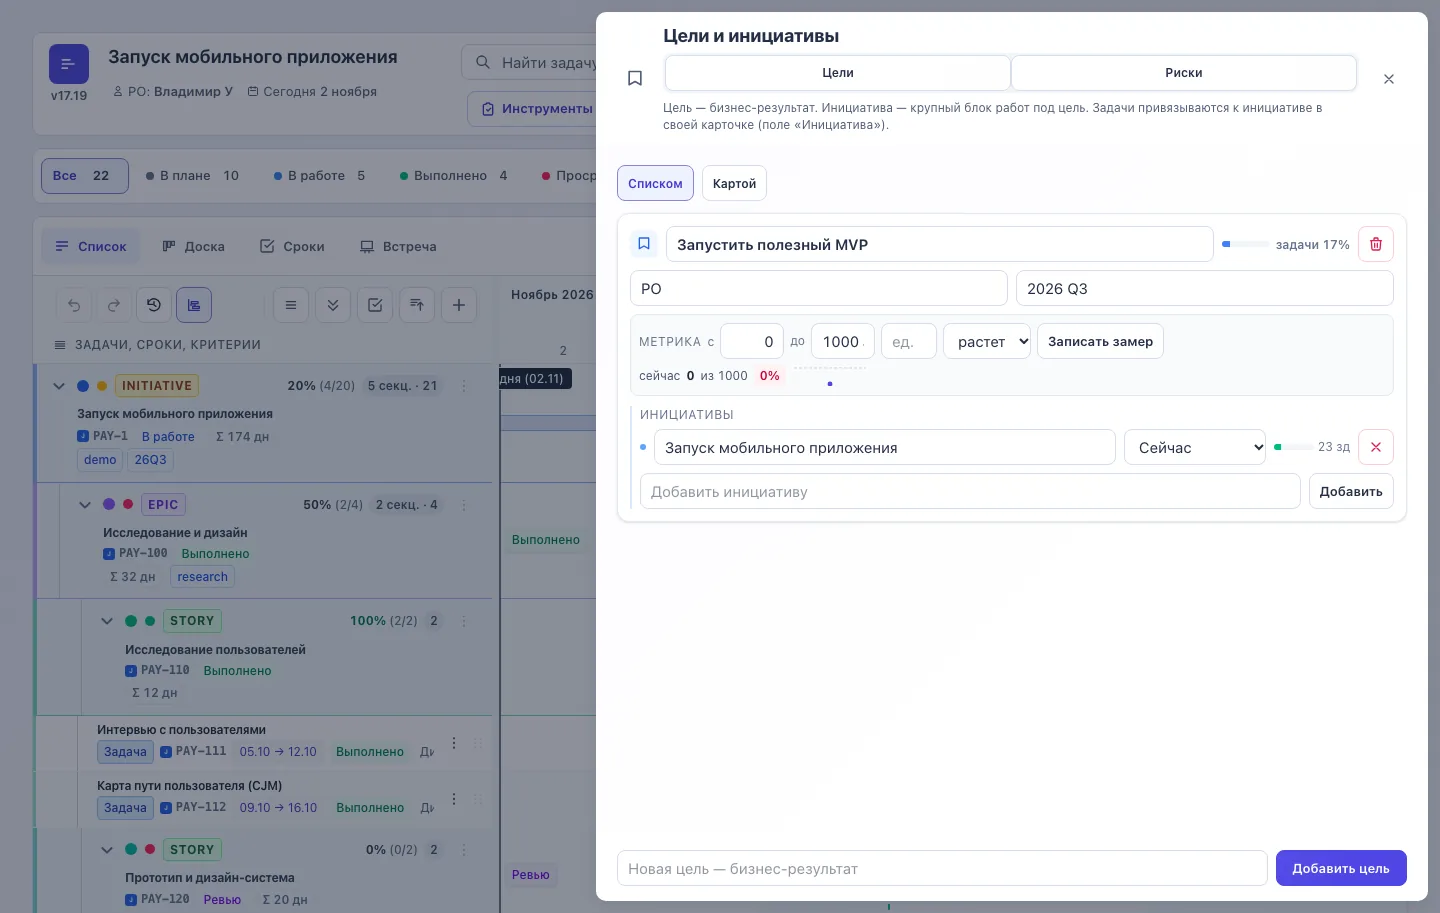 Запуск мобильного приложения
v17.19
PO: Владимир У
Сегодня 2 ноября
Найти задачу
Инструменты
Все 22
В плане 10
В работе 5
Выполнено 4
Проср
Список
Доска
Сроки
Встреча
Ноябрь 2026
ЗАДАЧИ, СРОКИ, КРИТЕРИИ
2
дня (02.11)
INITIATIVE
20% (4/20)
5 секц. · 21
Запуск мобильного приложения
PAY-1
В работе
Σ 174 дн
demo
26Q3
EPIC
50% (2/4)
2 секц. · 4
Исследование и дизайн
PAY-100
Выполнено
Σ 32 дн
research
Выполнено
STORY
100% (2/2)
2
Исследование пользователей
PAY-110
Выполнено
Σ 12 дн
Интервью с пользователями
Задача
PAY-111
05.10 → 12.10
Выполнено
Карта пути пользователя (CJM)
Задача
PAY-112
09.10 → 16.10
Выполнено
STORY
0% (0/2)
2
Прототип и дизайн-система
PAY-120
Ревью
Σ 20 дн
Ревью
Цели и инициативы
Цели
Риски
Цель — бизнес-результат. Инициатива — крупный блок работ под цель. Задачи привязываются к инициативе в
своей карточке (поле «Инициатива»).
Списком
Картой
Запустить полезный MVP
задачи 17%
PO
2026 Q3
МЕТРИКА с
0
до
1000
ед.
растет
Записать замер
сейчас 0 из 1000 0%
ИНИЦИАТИВЫ
Запуск мобильного приложения
Сейчас
23 зд
Добавить инициативу
Добавить
Новая цель — бизнес-результат
Добавить цель